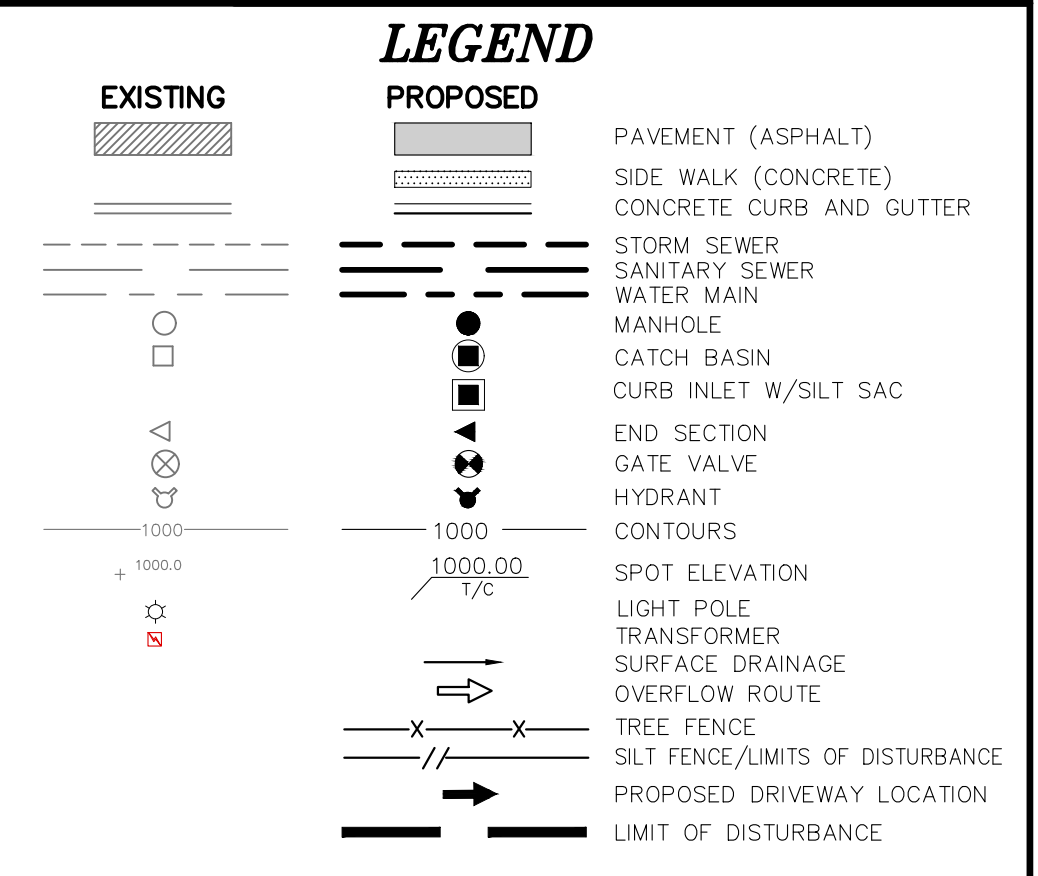 LEGEND
EXISTING PROPOSED
PAVEMENT (ASPHALT)
SIDE WALK (CONCRETE)
CONCRETE CURB AND GUTTER
STORM SEWER
SANITARY SEWER
WATER MAIN
MANHOLE
CATCH BASIN
CURB INLET W/SILT SAC
END SECTION
GATE VALVE
HYDRANT
1000 1000 CONTOURS
1000.0 1000.00 SPOT ELEVATION
T/C
LIGHT POLE
TRANSFORMER
SURFACE DRAINAGE
OVERFLOW ROUTE
X X TREE FENCE
// SILT FENCE/LIMITS OF DISTURBANCE
PROPOSED DRIVEWAY LOCATION
LIMIT OF DISTURBANCE